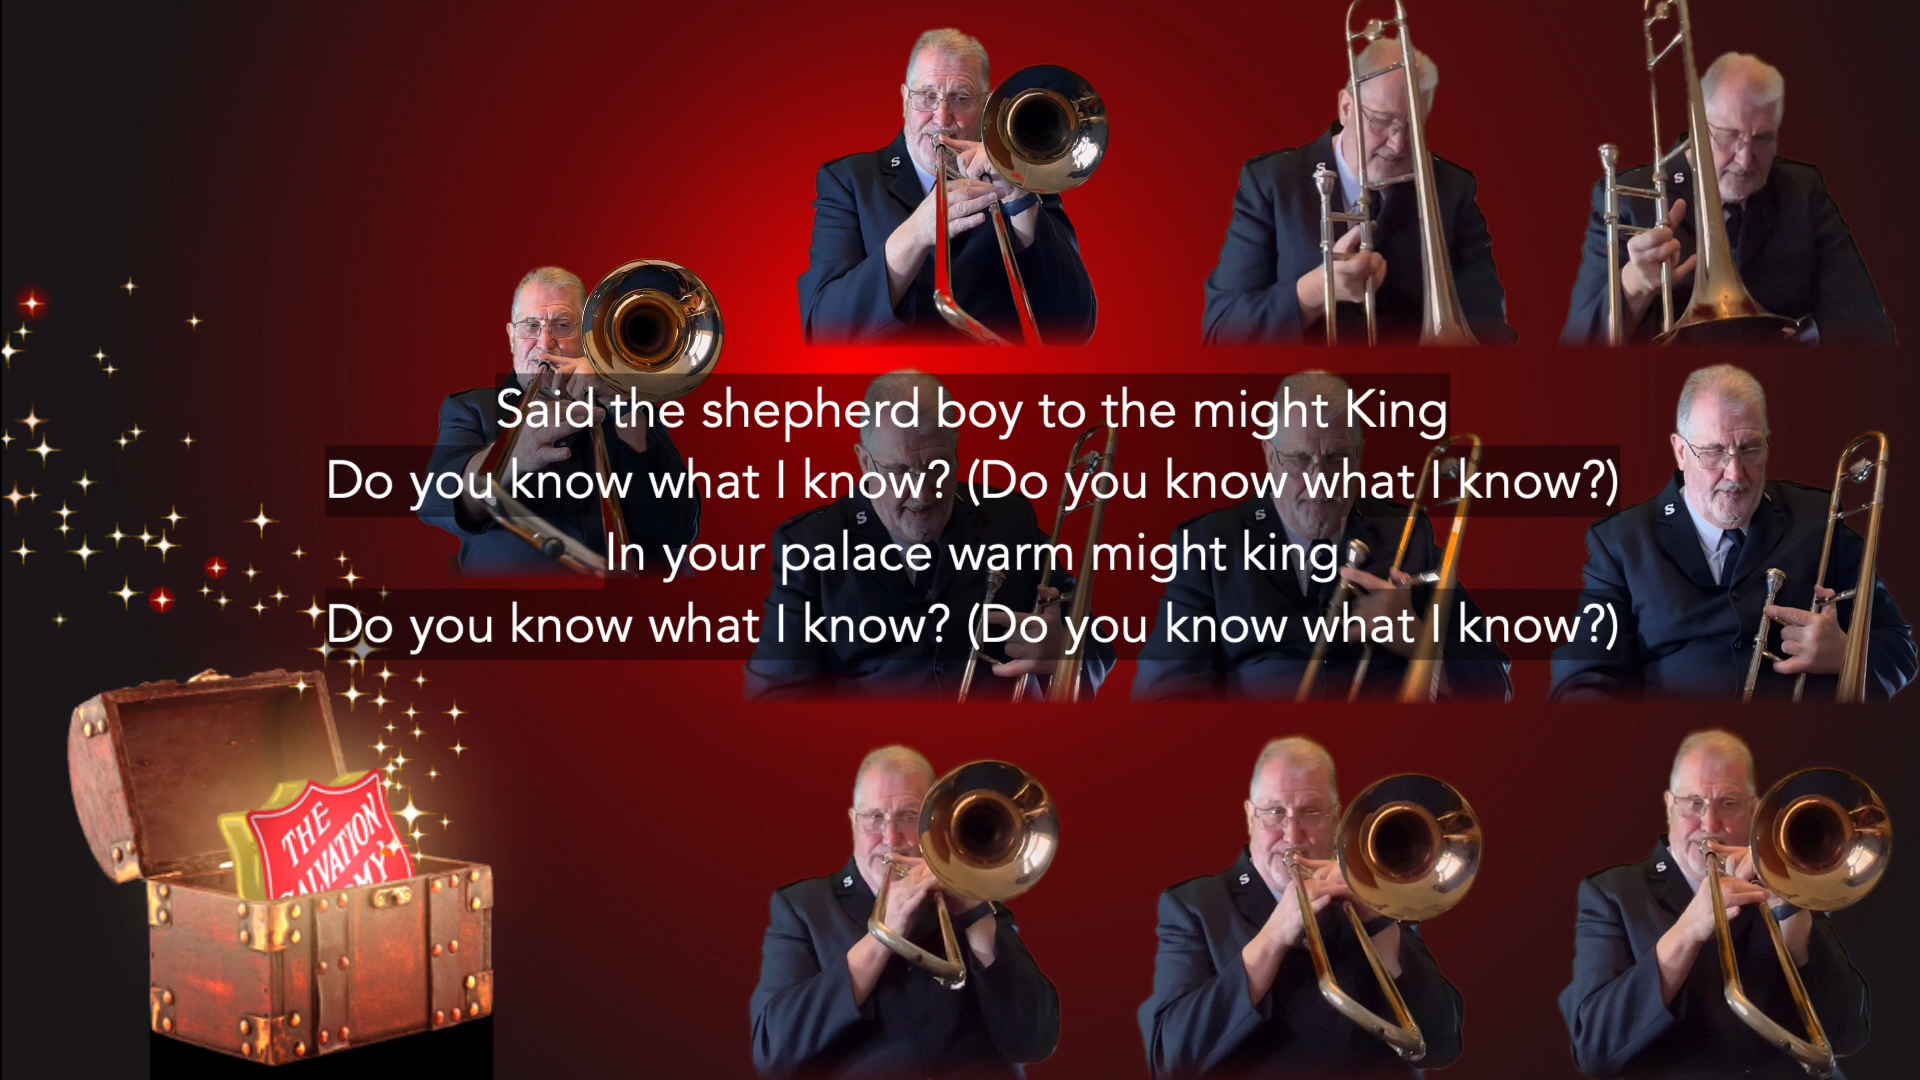 Said the shepherd boy to the might King
Do you know what I know? (Do you know what I know?)
In your palace warm might king
Do you know what I know? (Do you know what I know?)
THE
SALVATION
S
S
S
S
S
S
S
S
S